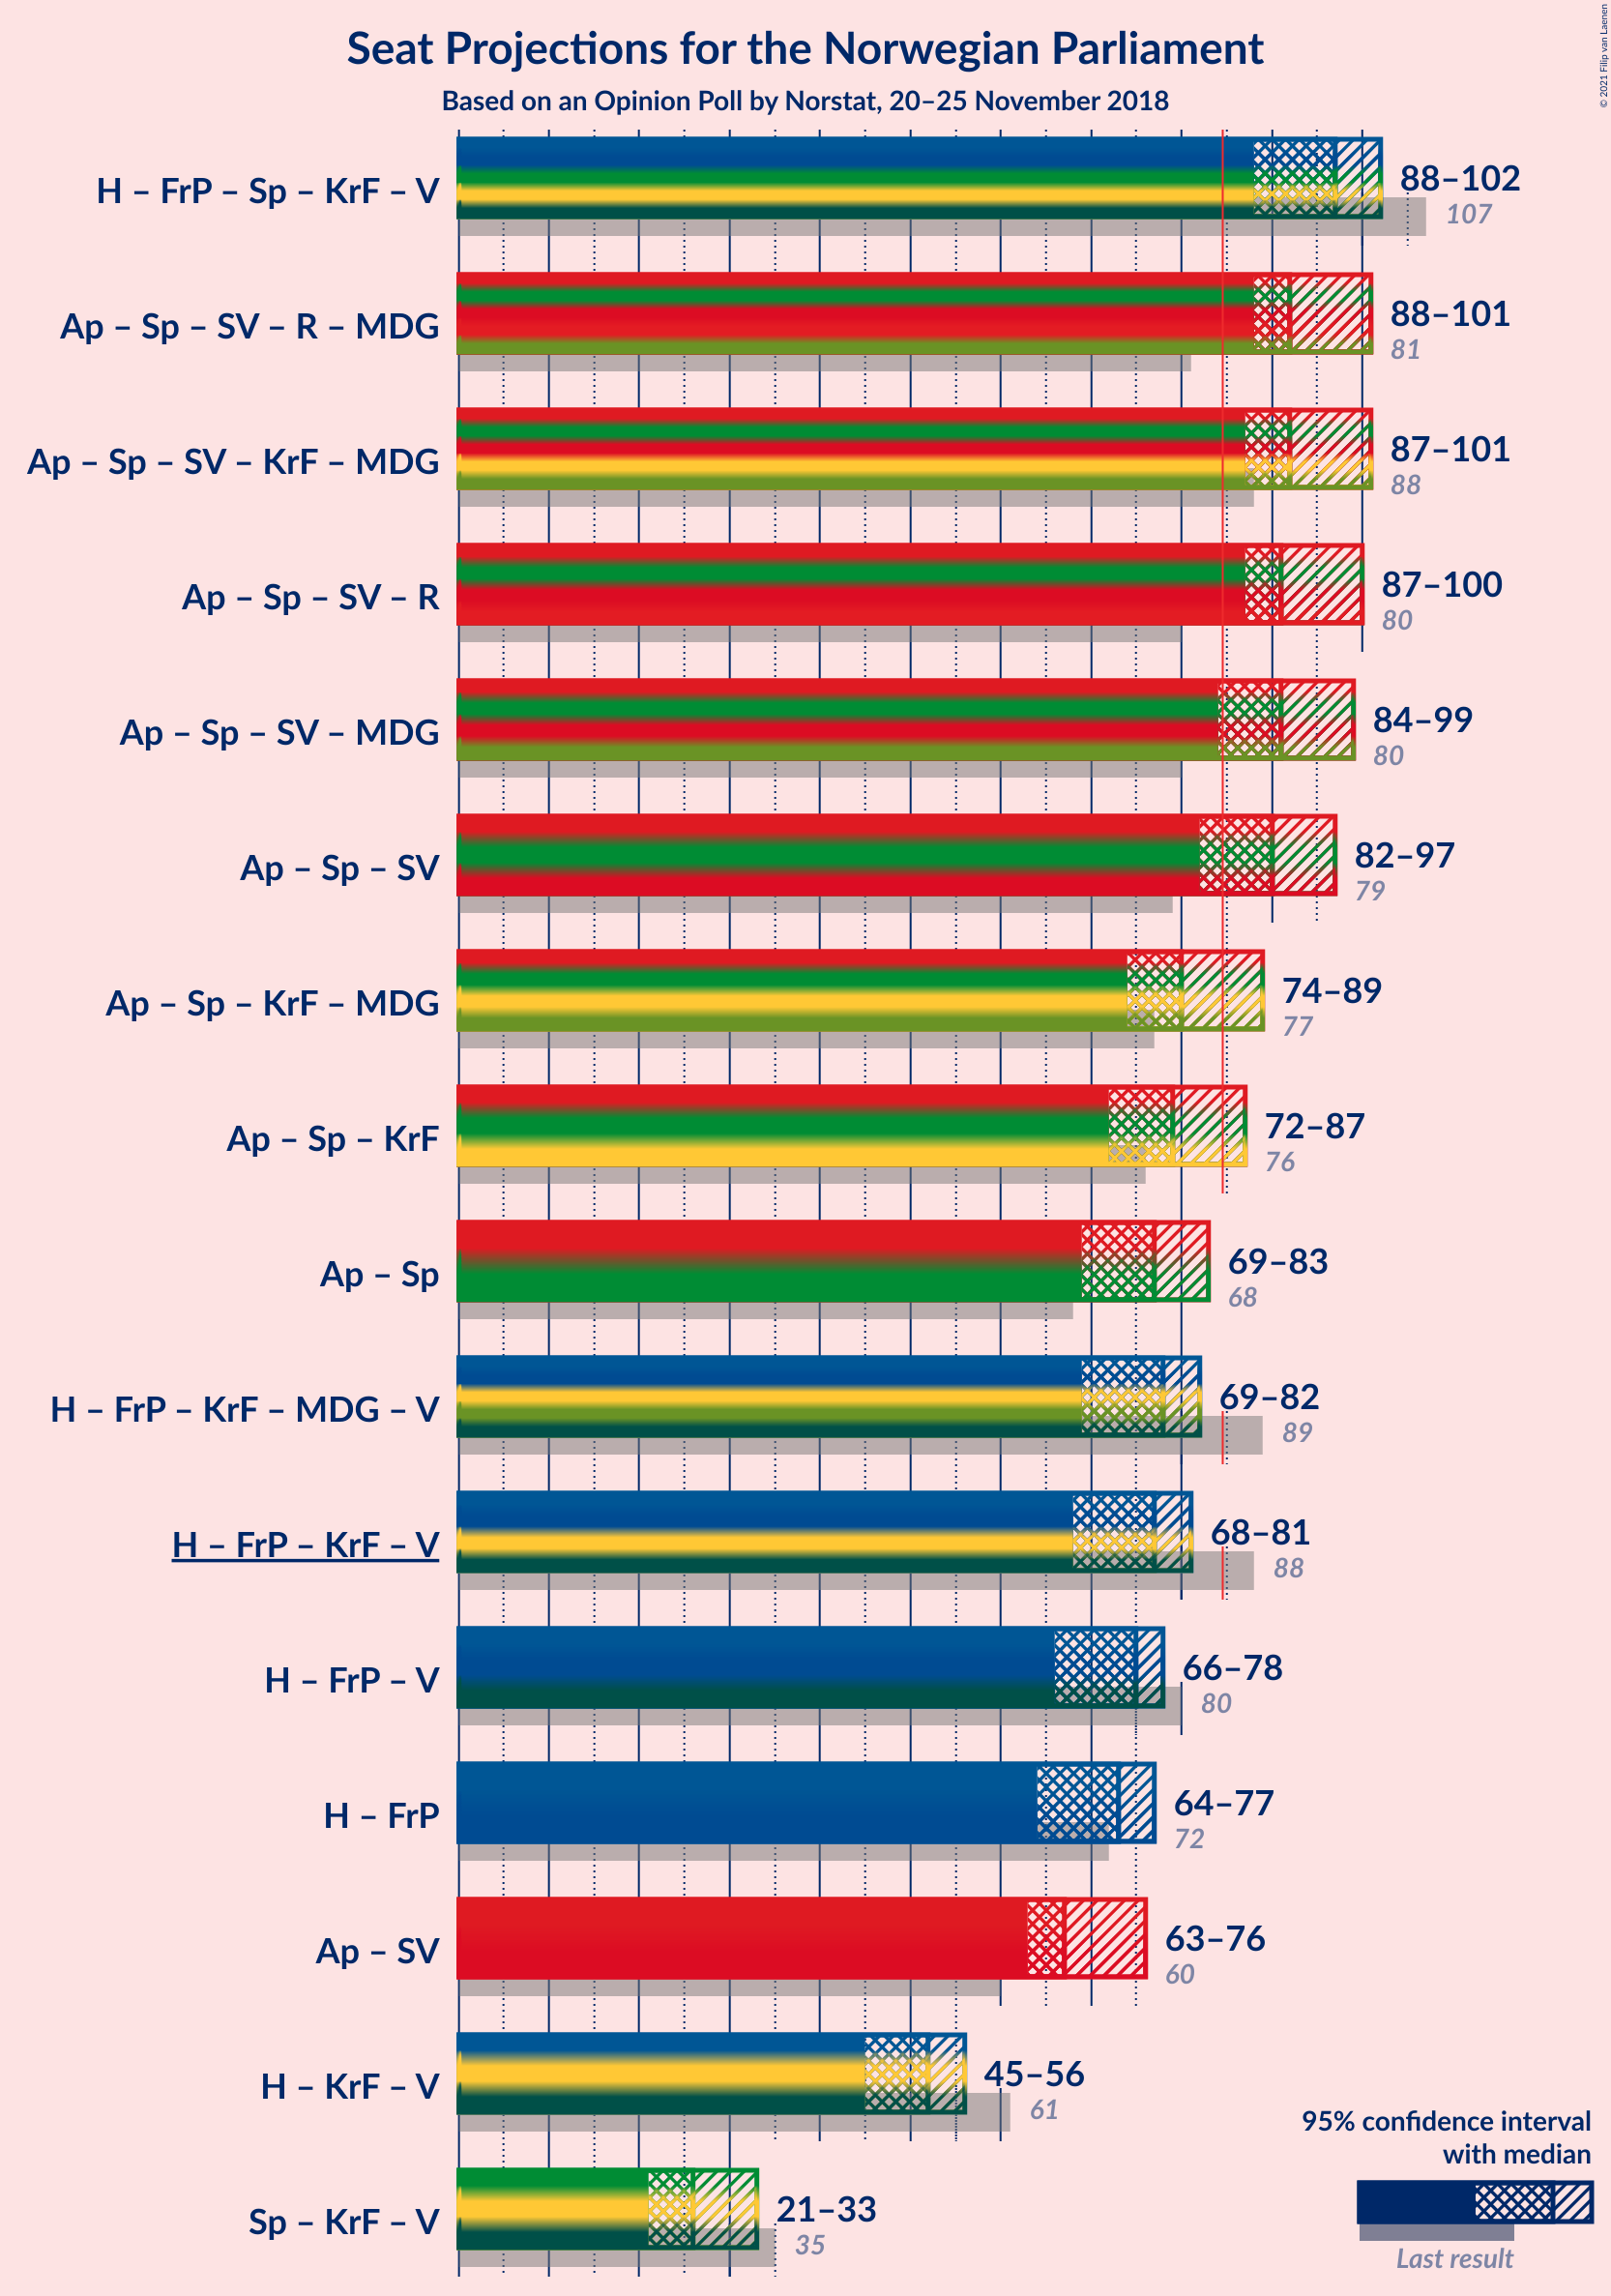 © 2021 Filip van Laenen
Seat Projections for the Norwegian Parliament
Based on an Opinion Poll by Norstat, 20–25 November 2018
H – FrP – Sp – KrF – V
88–102
107
Ap – Sp – SV – R – MDG
88–101
81
Ap – Sp – SV – KrF – MDG
87–101
88
Ap – Sp – SV – R
87–100
80
Ap – Sp – SV – MDG
84–99
80
Ap – Sp – SV
82–97
79
Ap – Sp – KrF – MDG
74–89
77
Ap – Sp – KrF
72–87
76
Ap – Sp
69–83
68
H – FrP – KrF – MDG – V
69–82
89
H – FrP – KrF – V
68–81
88
H – FrP – V
66–78
80
H – FrP
64–77
72
Ap – SV
63–76
60
H – KrF – V
45–56
61
Sp – KrF – V
21–33
35
95% confidence interval
with median
Last result